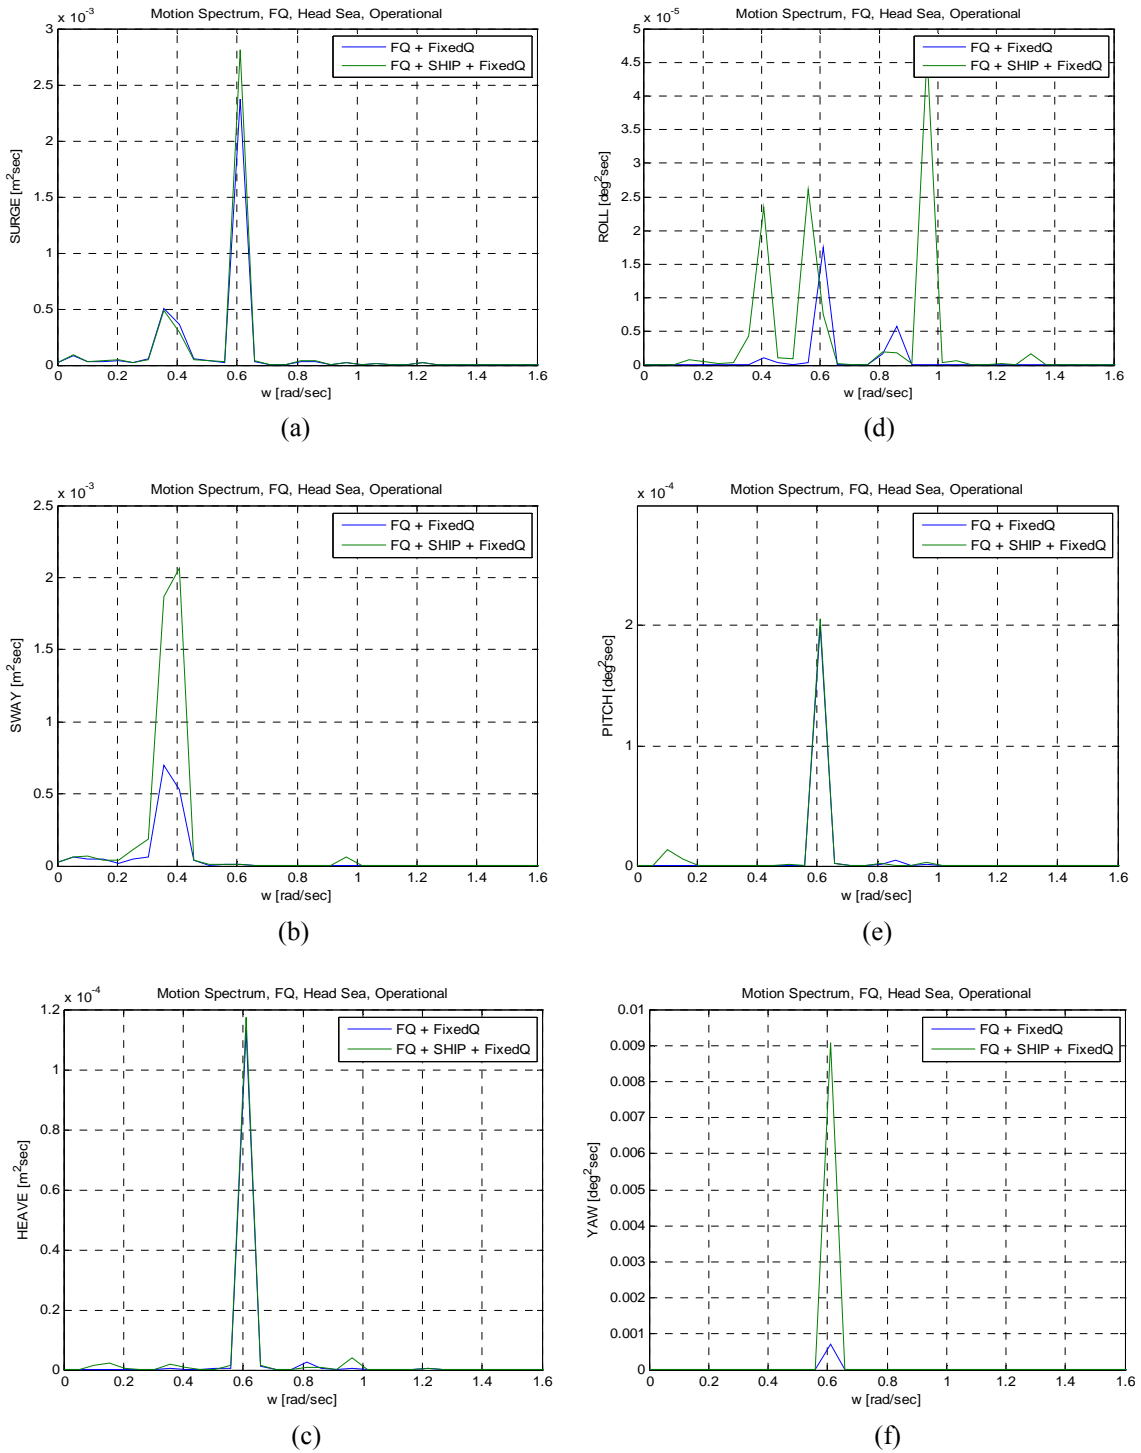 x 10-3
Motion Spectrum, FQ, Head Sea, Operational
FQ + FixedQ
FQ + SHIP + FixedQ
3
2.5
2
1.5
1
0.5
0
SURGE [m2sec]
0 0.2 0.4 0.6 0.8 1 1.2 1.4 1.6
w [rad/sec]
(a)
x 10-5
Motion Spectrum, FQ, Head Sea, Operational
FQ + FixedQ
FQ + SHIP + FixedQ
5
4.5
4
3.5
3
2.5
2
1.5
1
0.5
0
ROLL [deg2sec]
0 0.2 0.4 0.6 0.8 1 1.2 1.4 1.6
w [rad/sec]
(d)
x 10-3
Motion Spectrum, FQ, Head Sea, Operational
FQ + FixedQ
FQ + SHIP + FixedQ
2.5
2
1.5
1
0.5
0
SWAY [m2sec]
0 0.2 0.4 0.6 0.8 1 1.2 1.4 1.6
w [rad/sec]
(b)
x 10-4
Motion Spectrum, FQ, Head Sea, Operational
FQ + FixedQ
FQ + SHIP + FixedQ
2
1
0
PITCH [deg2sec]
0 0.2 0.4 0.6 0.8 1 1.2 1.4 1.6
w [rad/sec]
(e)
x 10-4
Motion Spectrum, FQ, Head Sea, Operational
FQ + FixedQ
FQ + SHIP + FixedQ
1.2
1
0.8
0.6
0.4
0.2
0
HEAVE [m2sec]
0 0.2 0.4 0.6 0.8 1 1.2 1.4 1.6
w [rad/sec]
(c)
Motion Spectrum, FQ, Head Sea, Operational
FQ + FixedQ
FQ + SHIP + FixedQ
0.01
0.009
0.008
0.007
0.006
0.005
0.004
0.003
0.002
0.001
0
YAW [deg2sec]
0 0.2 0.4 0.6 0.8 1 1.2 1.4 1.6
w [rad/sec]
(f)